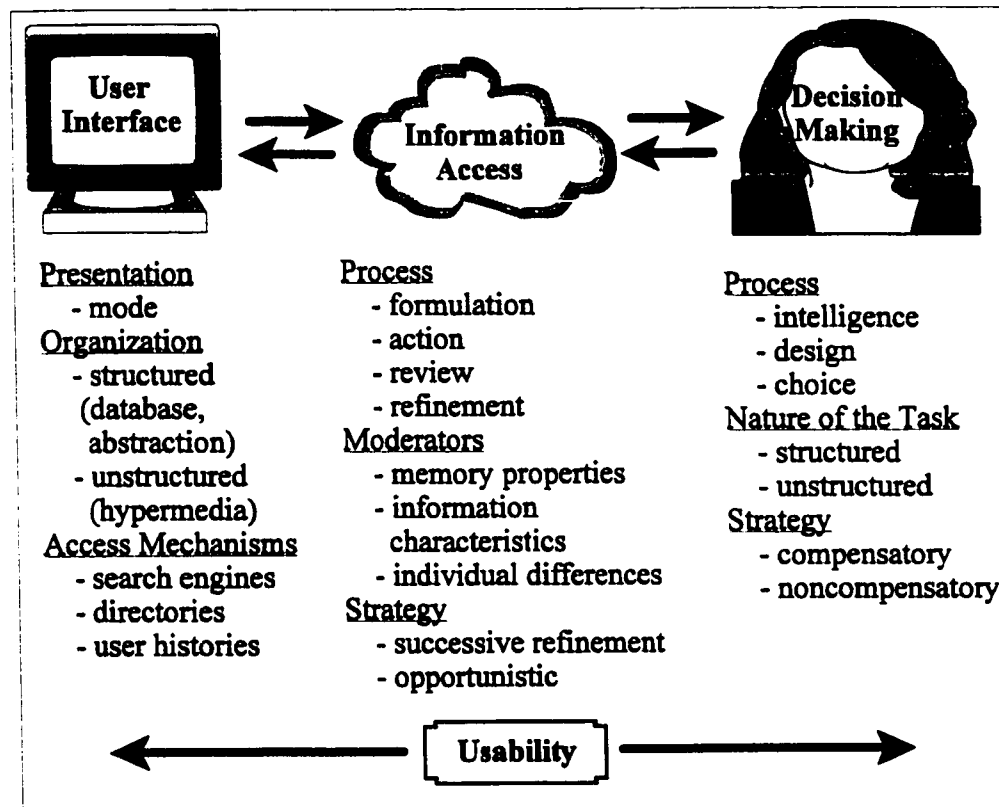 User
Interface
Information
Access
Decision
Making
Presentation
- mode
Organization
- structured
(database,
abstraction)
- unstructured
(hypermedia)
Access Mechanisms
- search engines
- directories
- user histories
Process
- formulation
- action
- review
- refinement
Moderators
- memory properties
- information
characteristics
- individual differences
Strategy
- successive refinement
- opportunistic
Process
- intelligence
- design
- choice
Nature of the Task
- structured
- unstructured
Strategy
- compensatory
- noncompensatory
Usability